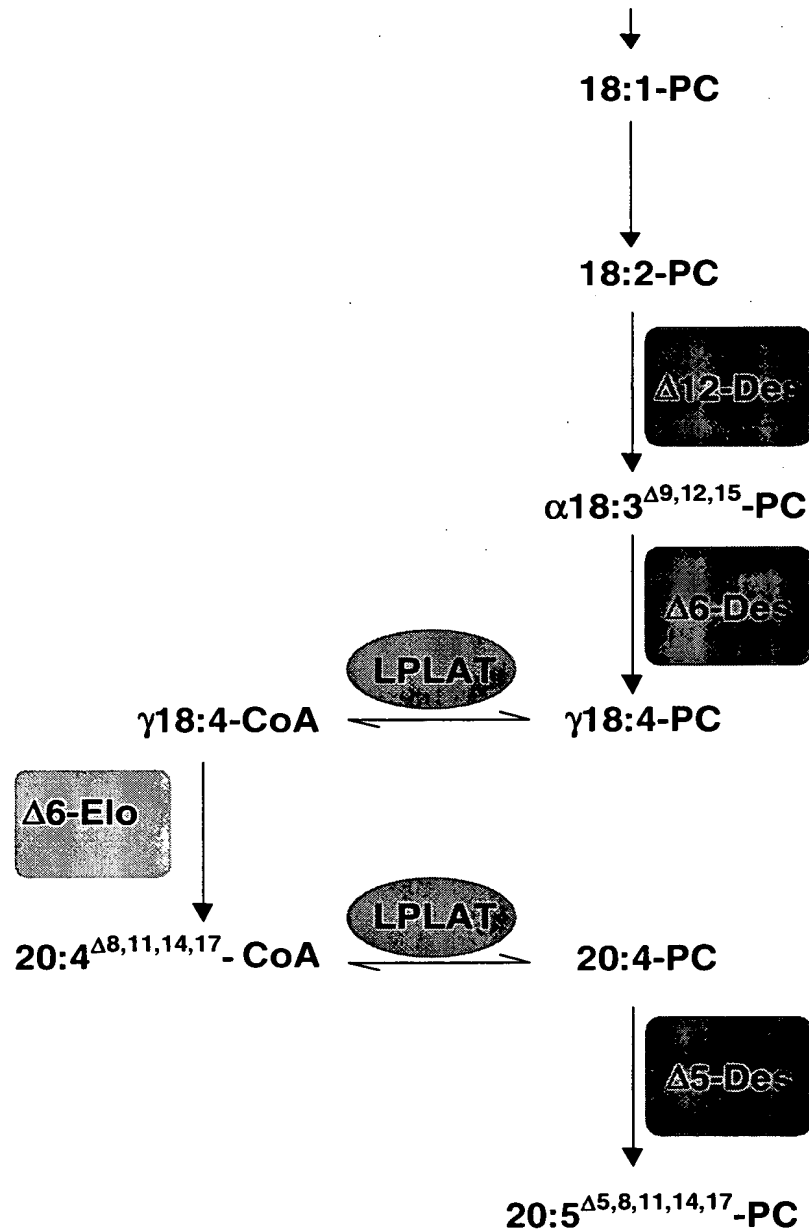 18:1-PC
18:2-PC
Δ12-Des
α18:3Δ9,12,15-PC
Δ6-Des
LPLAT
γ18:4-CoA
γ18:4-PC
Δ6-Elo
LPLAT
20:4Δ8,11,14,17- CoA
20:4-PC
Δ5-Des
20:5Δ5,8,11,14,17-PC